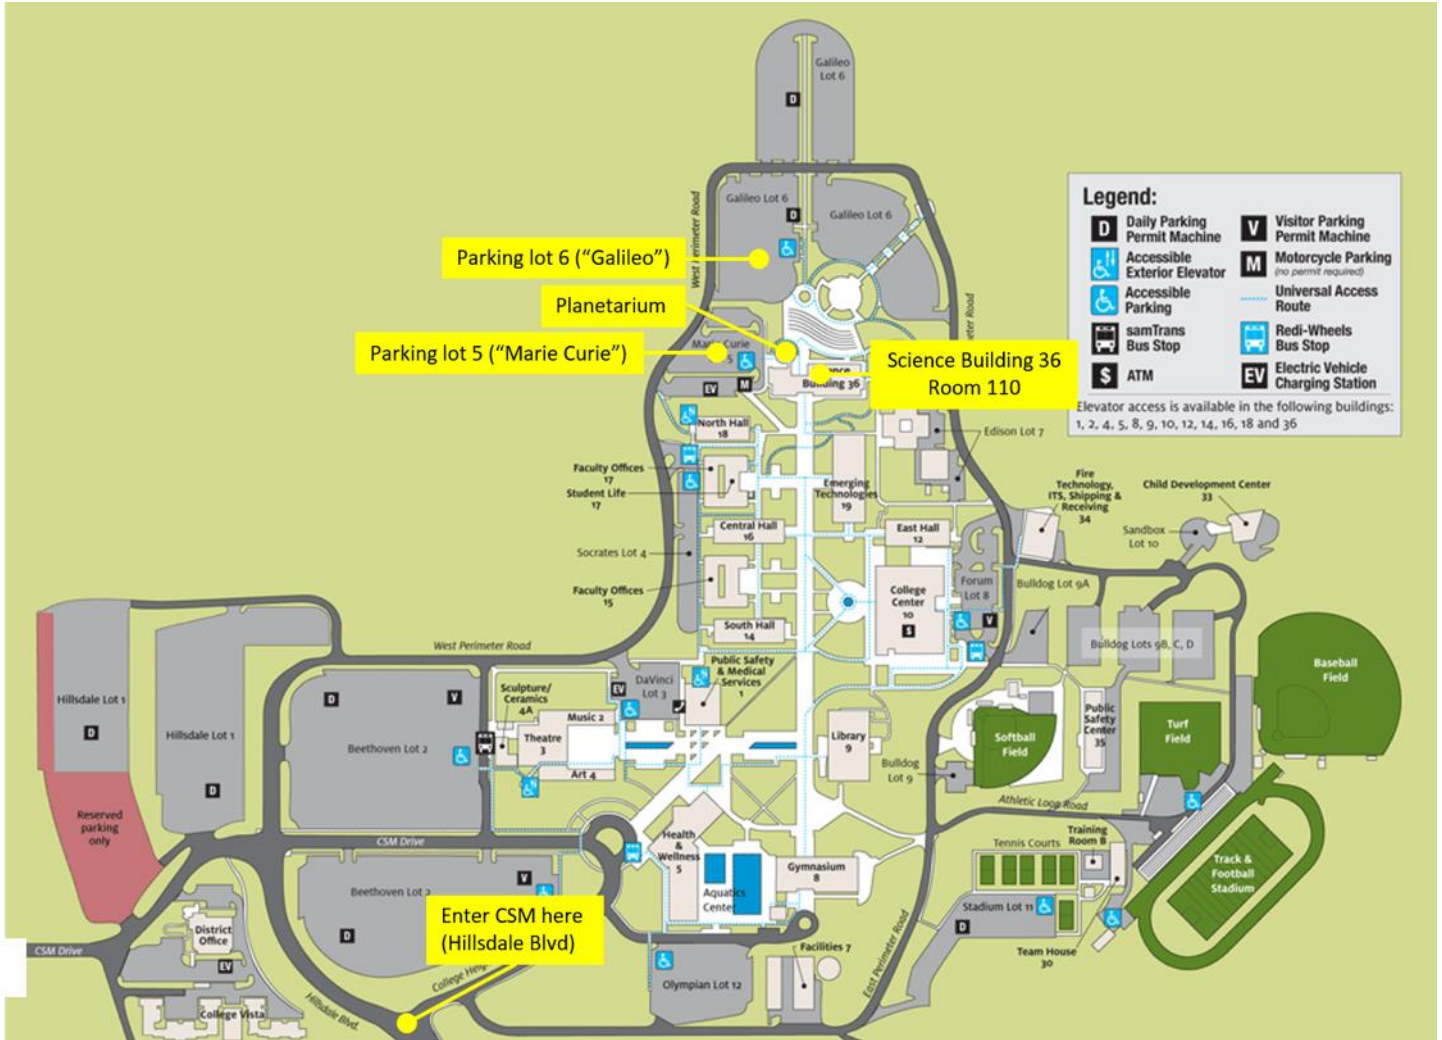 Galileo
Lot 6
D
Galileo Lot 6
D
Galileo Lot 6
West Perimeter Road
Parking lot 6 (“Galileo”)
Planetarium
Parking lot 5 (“Marie Curie”)
Marie Curie
5
EV
M
Building 36
Science Building 36
Room 110
Legend:
D
Daily Parking
Permit Machine
Accessible
Exterior Elevator
Accessible
Parking
samTrans
Bus Stop
$
ATM
V
Visitor Parking
Permit Machine
M
Motorcycle Parking
(no permit required)
Universal Access
Route
Redi-Wheels
Bus Stop
EV
Electric Vehicle
Charging Station
Elevator access is available in the following buildings:
1, 2, 4, 5, 8, 9, 10, 12, 14, 16, 18 and 36
North Hall
18
Edison Lot 7
Faculty Offices
17
Student Life
17
Emerging
Technologies
19
Fire
Technology,
ITS, Shipping &
Receiving
34
Child Development Center
33
Central Hall
16
East Hall
12
Sandbox
Lot 10
Socrates Lot 4
Faculty Offices
15
College
Center
10
$
Forum
Lot 8
V
Bulldog Lot 9A
South Hall
14
Bulldog Lots 9B, C, D
West Perimeter Road
Public Safety
& Medical
Services
1
Baseball
Field
Hillsdale Lot 1
D
Hillsdale Lot 1
D
D
V
Beethoven Lot 2
Sculpture/
Ceramics
4A
EV
DaVinci
Lot 3
Music 2
Theatre
3
Art 4
Library
9
Bulldog
Lot 9
Softball
Field
Public
Safety
Center
35
Turf
Field
Reserved
parking
only
CSM Drive
Athletic Loop Road
Health
&
Wellness
5
Gymnasium
8
Aquatics
Center
Tennis Courts
Training
Room B
Track &
Football
Stadium
V
Beethoven Lot 2
D
Stadium Lot 11
D
Team House
30
Enter CSM here
(Hillsdale Blvd)
District
Office
EV
CSM Drive
College Heig
Hillsdale Blvd.
College Vista
Facilities 7
Olympian Lot 12
East Perimeter Road